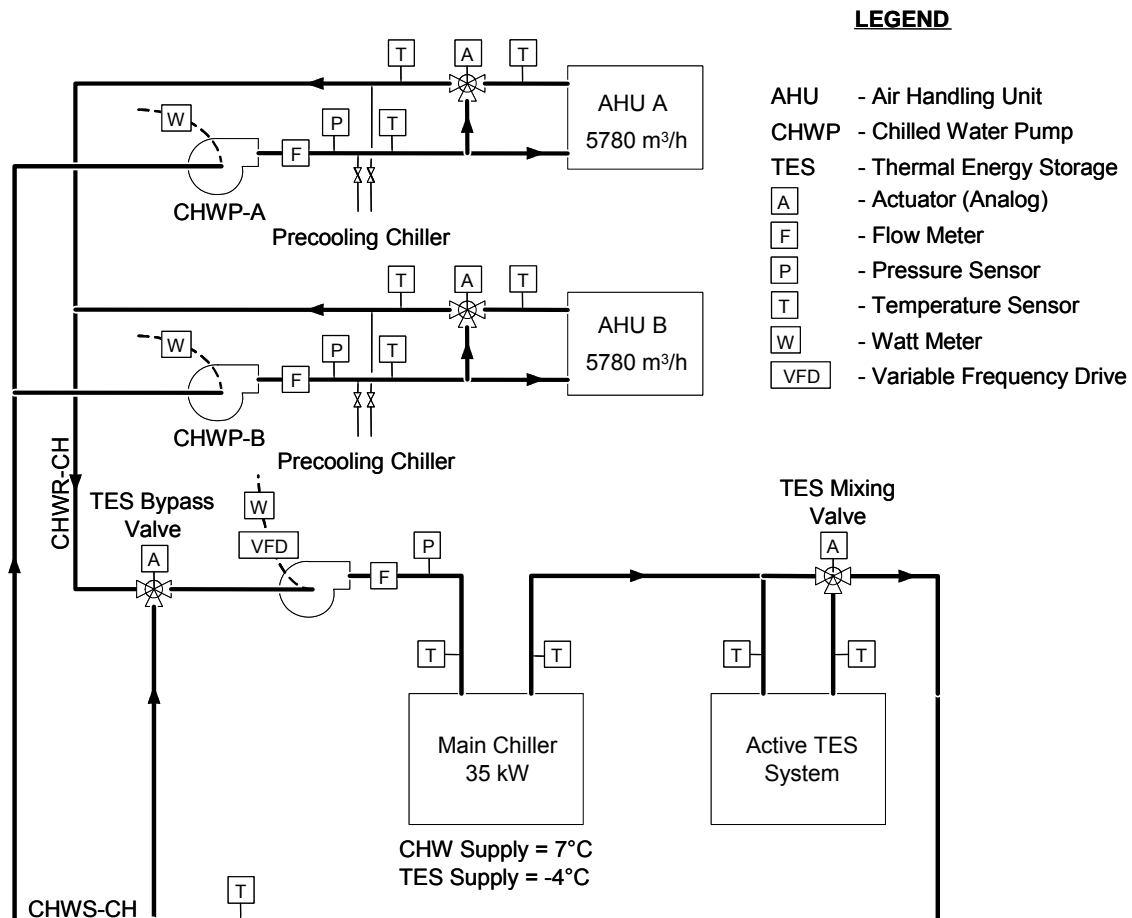 LEGEND
AHU - Air Handling Unit
CHWP - Chilled Water Pump
TES - Thermal Energy Storage
A - Actuator (Analog)
F - Flow Meter
P - Pressure Sensor
T - Temperature Sensor
W - Watt Meter
VFD - Variable Frequency Drive
T
A
T
AHU A
5780 m³/h
W
P
T
F
CHWP-A
Precooling Chiller
T
A
T
AHU B
5780 m³/h
W
P
T
F
CHWP-B
Precooling Chiller
CHWR-CH
TES Bypass
Valve
A
W
VFD
F
P
TES Mixing
Valve
A
T
T
T
T
Main Chiller
35 kW
Active TES
System
CHW Supply = 7°C
TES Supply = -4°C
T
CHWS-CH